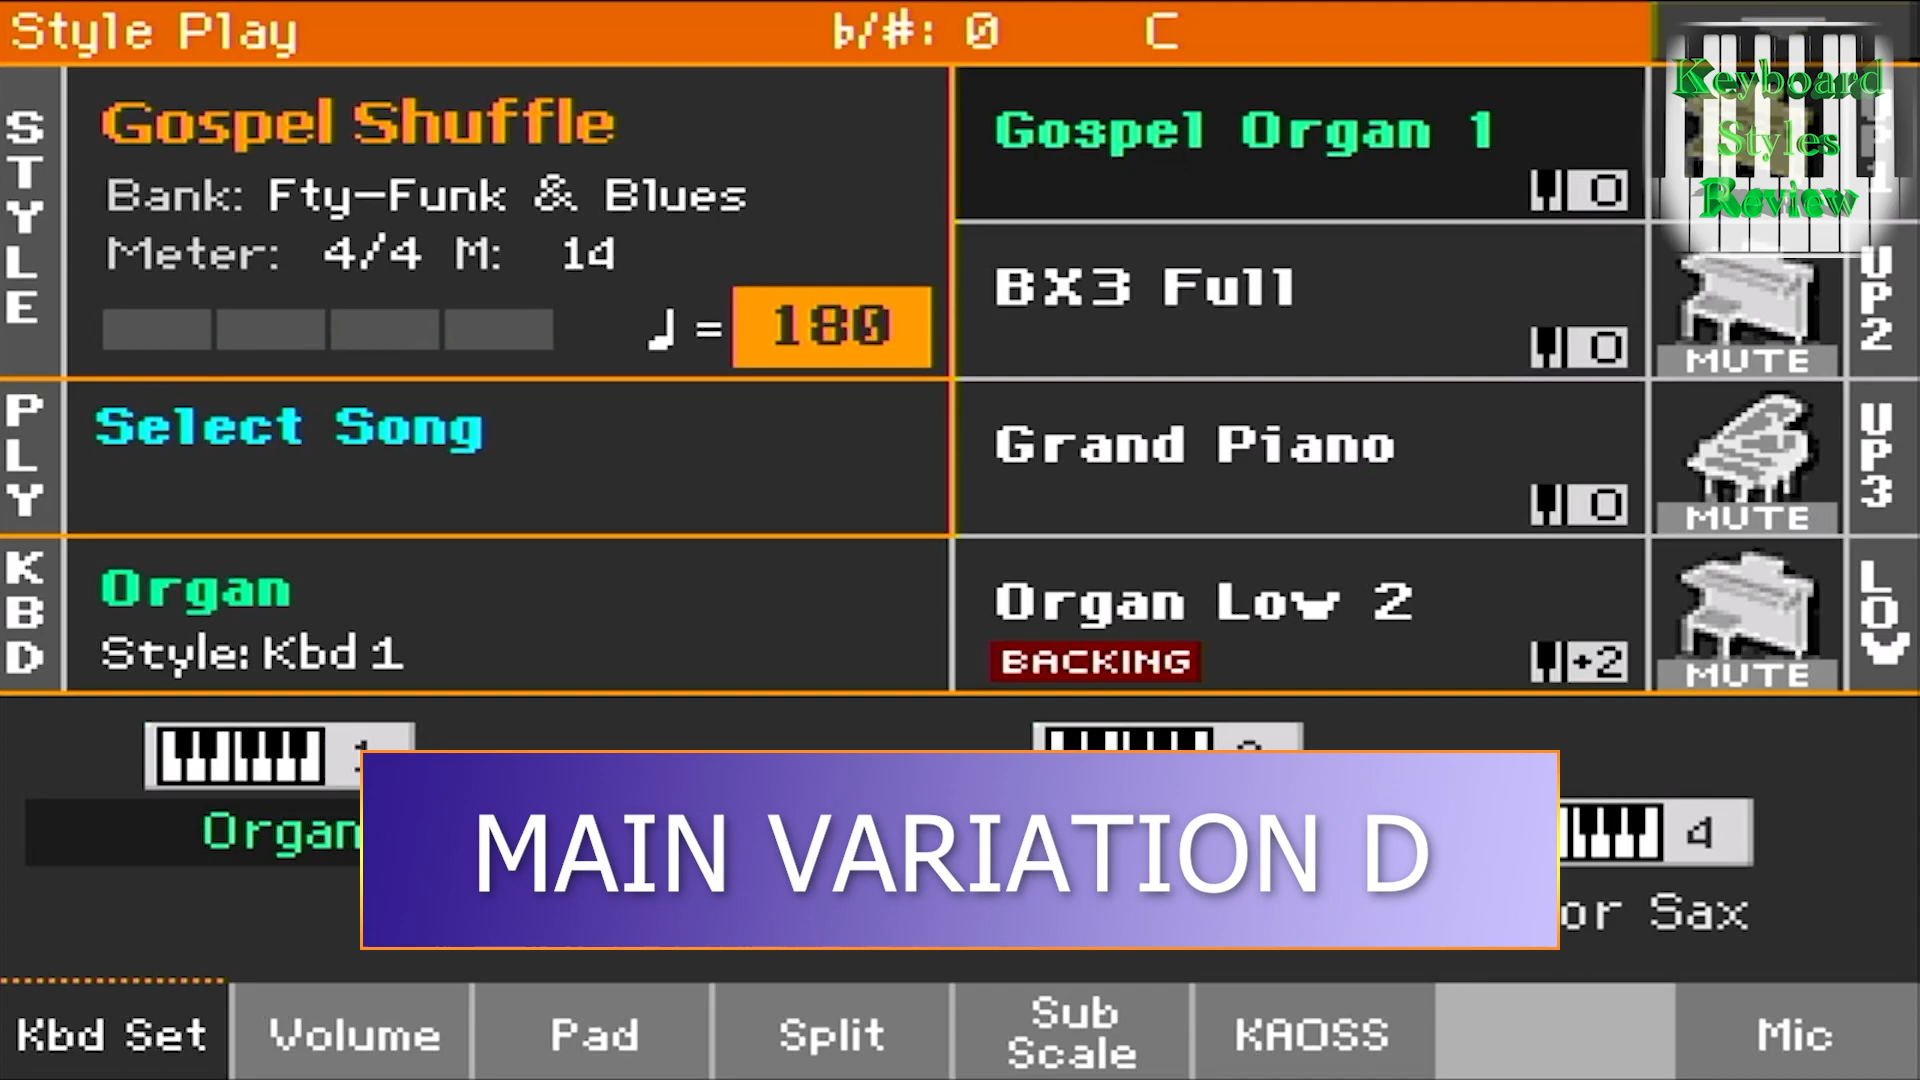 Style Play
♭/#: 0
C
Keyboard
Styles
Review
STYLE
Gospel Shuffle
Bank: Fty-Funk & Blues
Meter: 4/4 M: 14
♩ = 180
Gospel Organ 1
0
BX3 Full
0
MUTE
UP2
PLY
Select Song
Grand Piano
0
MUTE
UP3
KBD
Organ
Style: Kbd 1
Organ Low 2
BACKING
+2
MUTE
LOW
Organ
MAIN VARIATION D
4
or Sax
Kbd Set
Volume
Pad
Split
Sub
Scale
KAOSS
Mic